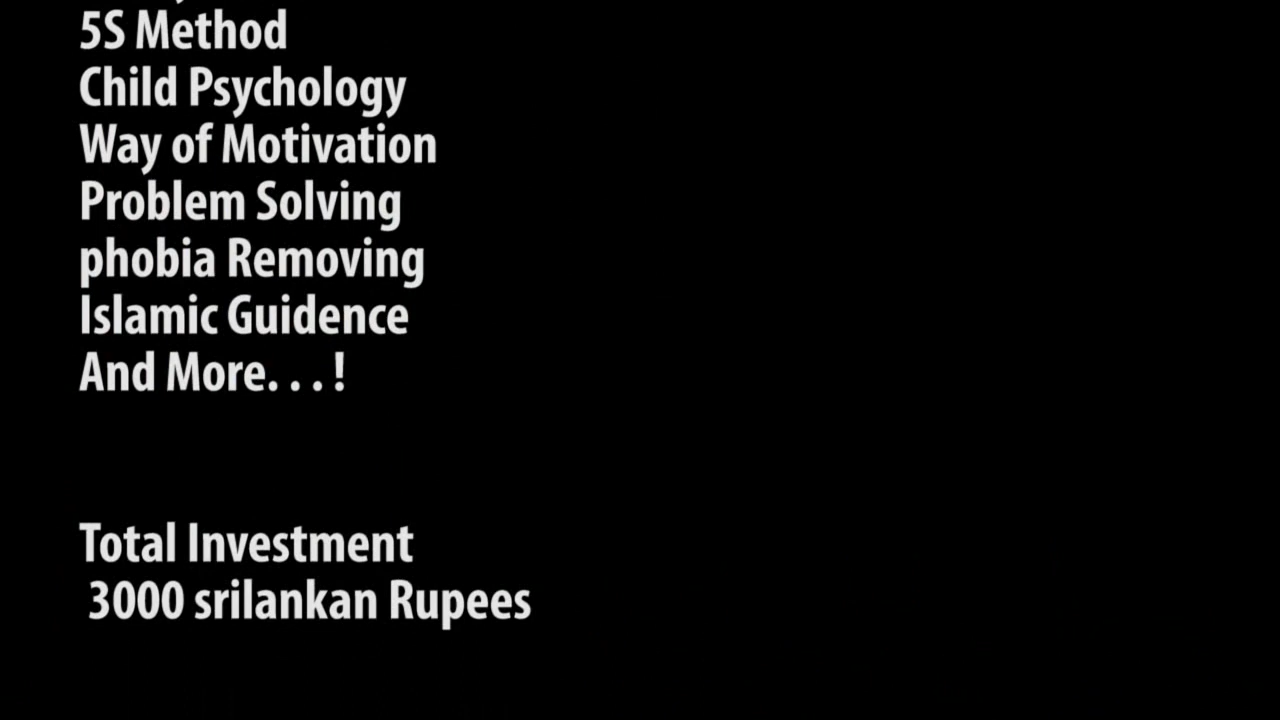 5S Method
Child Psychology
Way of Motivation
Problem Solving
phobia Removing
Islamic Guidence
And More. . . !
Total Investment
3000 srilankan Rupees